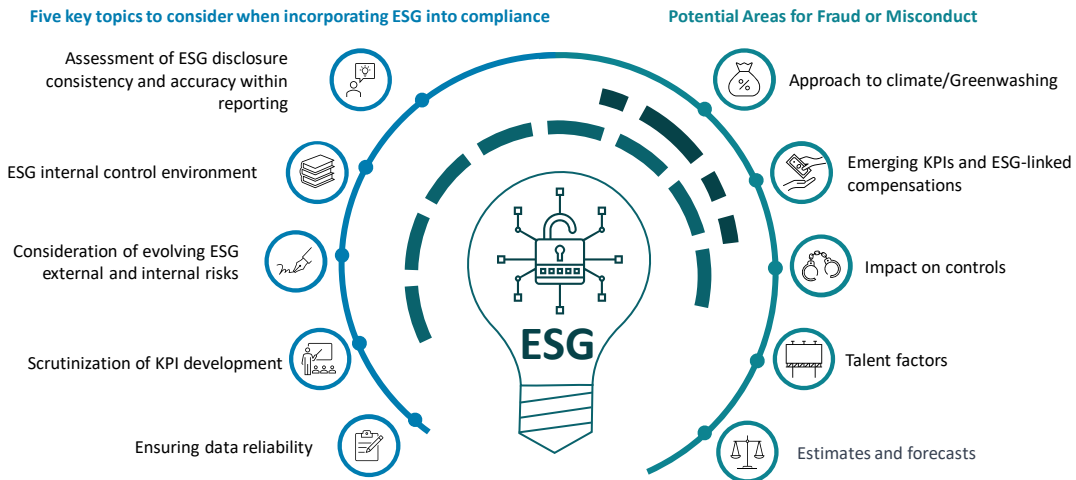 Five key topics to consider when incorporating ESG into compliance
Assessment of ESG disclosure
consistency and accuracy within
reporting
ESG internal control environment
Consideration of evolving ESG
external and internal risks
Scrutinization of KPI development
Ensuring data reliability
ESG
Potential Areas for Fraud or Misconduct
%
Approach to climate/Greenwashing
Emerging KPIs and ESG-linked
compensations
Impact on controls
Talent factors
Estimates and forecasts